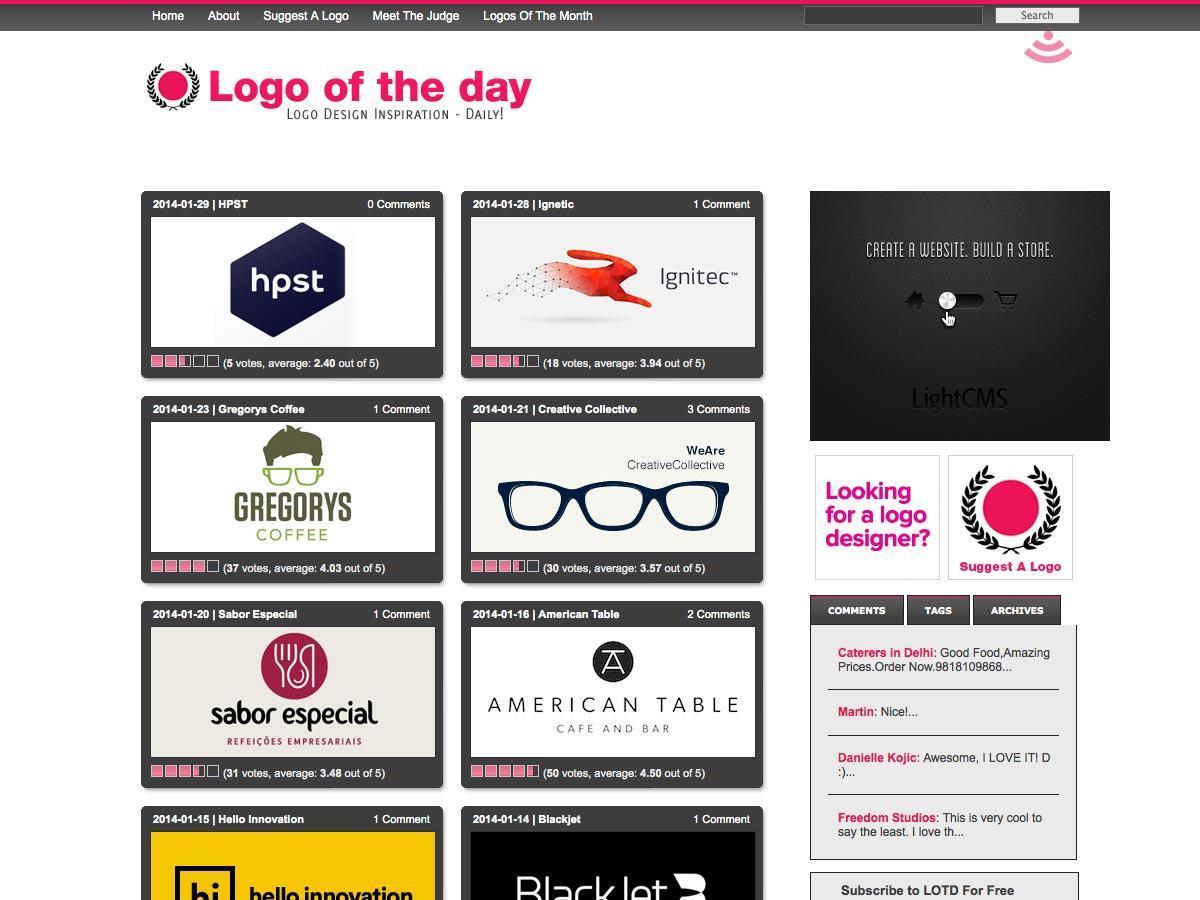 Home About Suggest A Logo Meet The Judge Logos Of The Month Search
Logo of the day
Logo Design Inspiration - Daily!
2014-01-29 | HPST 0 Comments
hpst
(5 votes, average: 2.40 out of 5)
2014-01-28 | Ignetic 1 Comment
Ignitec™
(18 votes, average: 3.94 out of 5)
2014-01-23 | Gregorys Coffee 1 Comment
GREGORYS
COFFEE
(37 votes, average: 4.03 out of 5)
2014-01-21 | Creative Collective 3 Comments
WeAre
CreativeCollective
(30 votes, average: 3.57 out of 5)
2014-01-20 | Sabor Especial 1 Comment
sabor especial
REFEIÇÕES EMPRESARIAIS
(31 votes, average: 3.48 out of 5)
2014-01-16 | American Table 2 Comments
AMERICAN TABLE
CAFE AND BAR
(50 votes, average: 4.50 out of 5)
2014-01-15 | Hello Innovation 1 Comment
hi
hello innovation
2014-01-14 | Blackjet 1 Comment
BlackJet
CREATE A WEBSITE. BUILD A STORE.
LightCMS
Looking
for a logo
designer?
Suggest A Logo
COMMENTS TAGS ARCHIVES
Caterers in Delhi: Good Food,Amazing
Prices.Order Now.9818109868...
Martin: Nice!...
Danielle Kojic: Awesome, I LOVE IT! D
:)...
Freedom Studios: This is very cool to
say the least. I love th...
Subscribe to LOTD For Free